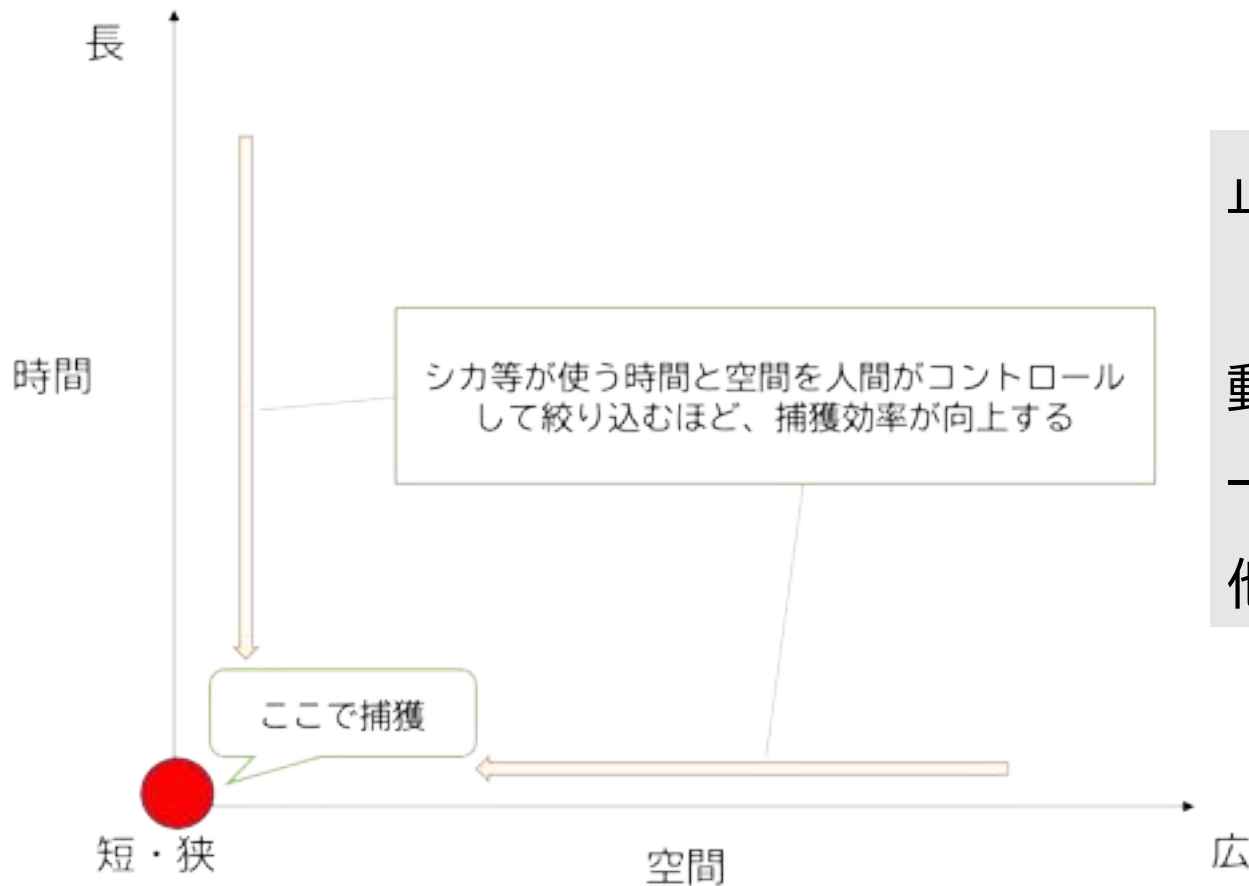 長
時間
シカ等が使う時間と空間を人間がコントロール
して絞り込むほど、捕獲効率が向上する
ここで捕獲
短・狭
空間
広